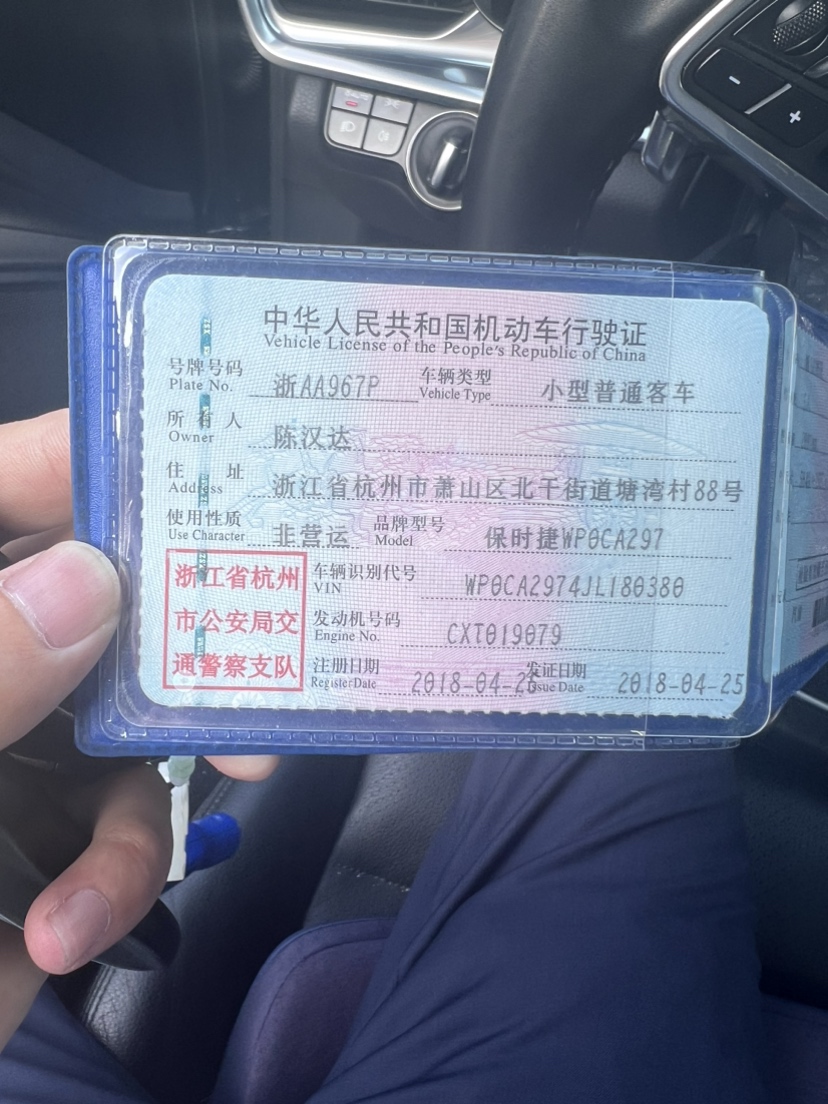 中华人民共和国机动车行驶证
Vehicle License of the People's Republic of China
号牌号码 浙AA967P 车辆类型 小型普通客车
Plate No. Vehicle Type
所有人 陈汉达
Owner
住址 浙江省杭州市萧山区北干街道塘湾村88号
Address
使用性质 非营运 品牌型号 保时捷WP0CA297
Use Character Model
浙江省杭州
市公安局交
通警察支队
车辆识别代号 WP0CA2974JL180380
VIN
发动机号码 CXT019079
Engine No.
注册日期 2018-04-2 发证日期 2018-04-25
Register Date Issue Date
- +